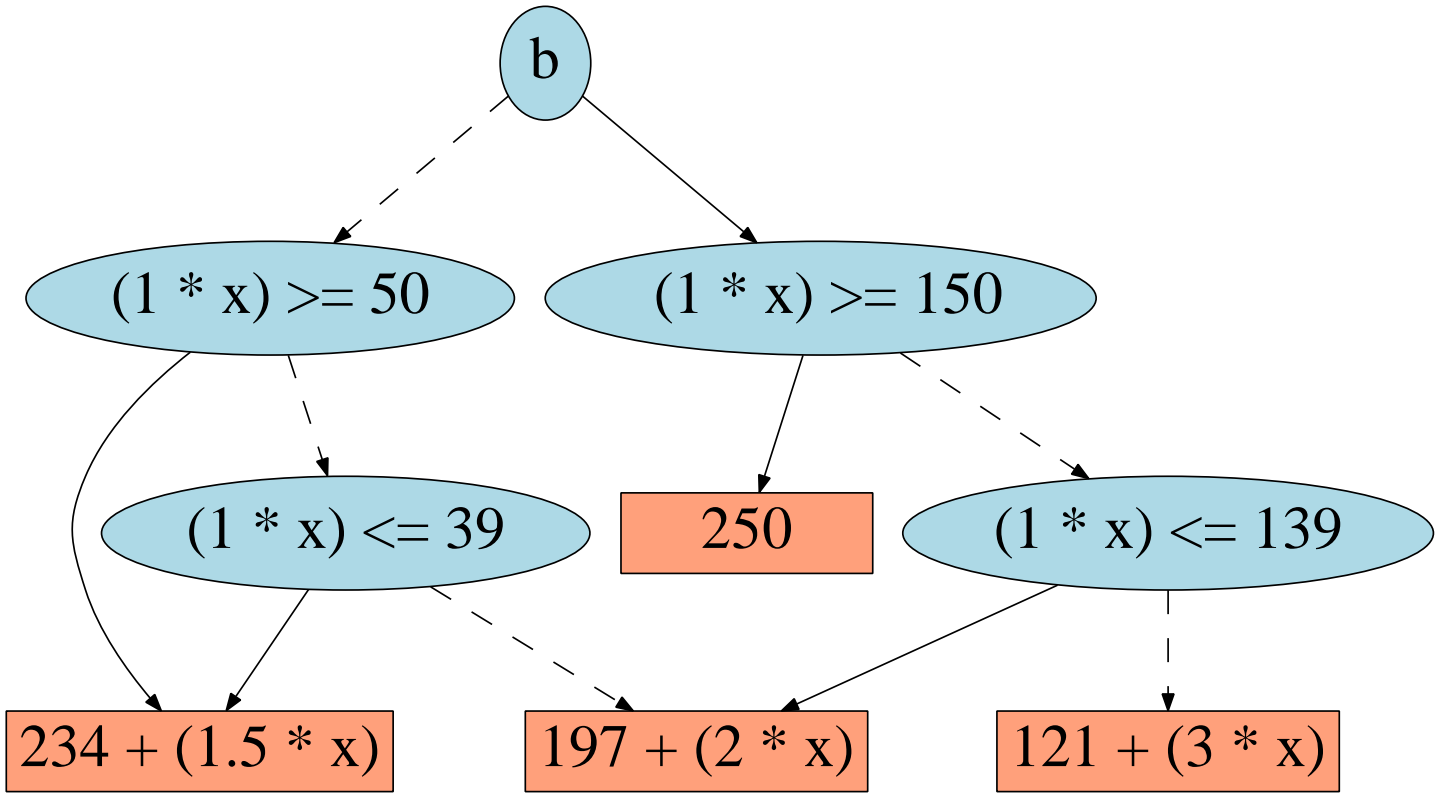 b
(1 * x) >= 50
(1 * x) >= 150
(1 * x) <= 39
250
(1 * x) <= 139
234 + (1.5 * x)
197 + (2 * x)
121 + (3 * x)